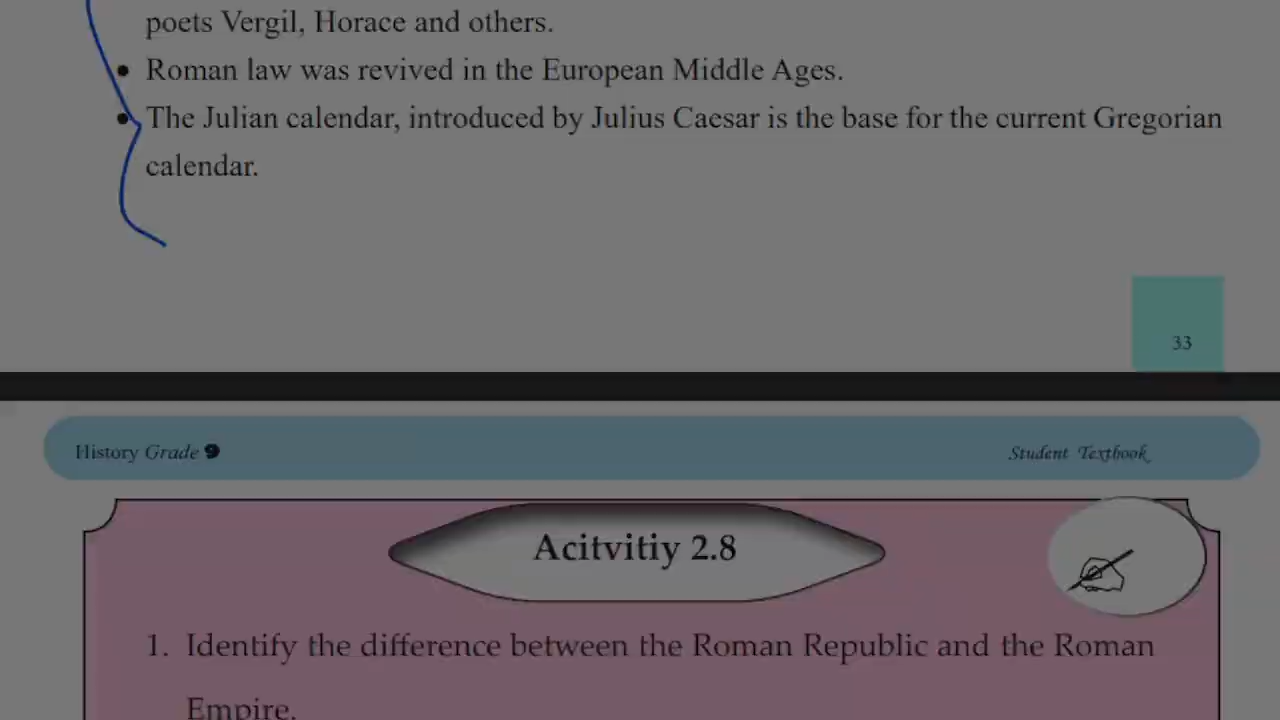 poets Vergil, Horace and others.
• Roman law was revived in the European Middle Ages.
• The Julian calendar, introduced by Julius Caesar is the base for the current Gregorian
calendar.
33
History Grade 9
Student Textbook
Acitvitiy 2.8
1. Identify the difference between the Roman Republic and the Roman
Empire.